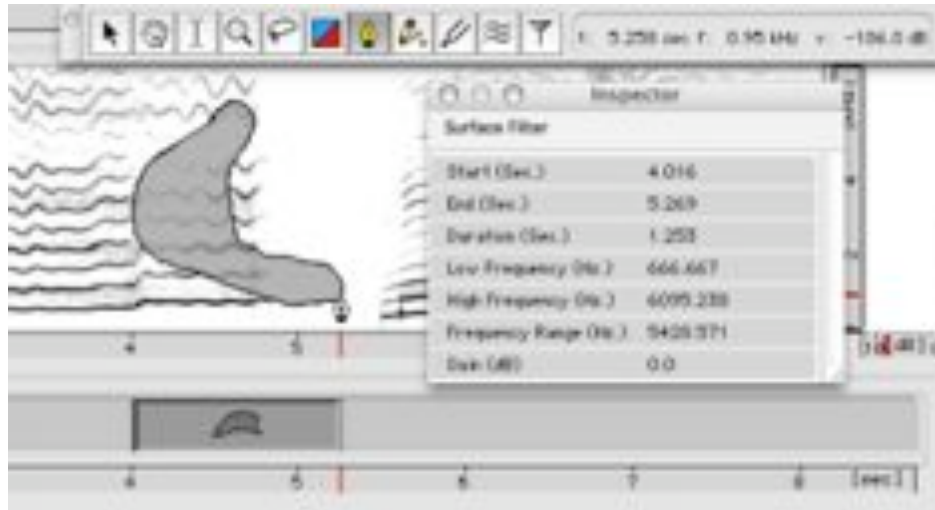 t: 5.258 sec f: 0.95 kHz v: -106.0 dB
Inspector
Surface Filter
Start (Sec.) 4.016
End (Sec.) 5.269
Duration (Sec.) 1.253
Low Frequency (Hz.) 666.667
High Frequency (Hz.) 6095.238
Frequency Range (Hz.) 5428.571
Gain (dB) 0.0
4 5
4 5 6 7 8 [sec]